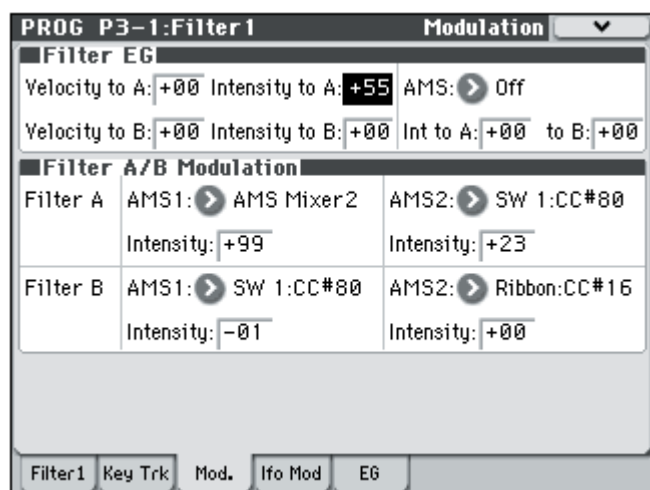 PROG P3-1:Filter1 Modulation
Filter EG
Velocity to A: +00 Intensity to A: +55 AMS: Off
Velocity to B: +00 Intensity to B: +00 Int to A: +00 to B: +00
Filter A/B Modulation
Filter A AMS1: AMS Mixer2 AMS2: SW 1:CC#80
Intensity: +99 Intensity: +23
Filter B AMS1: SW 1:CC#80 AMS2: Ribbon:CC#16
Intensity: -01 Intensity: +00
Filter1 Key Trk Mod. lfo Mod EG